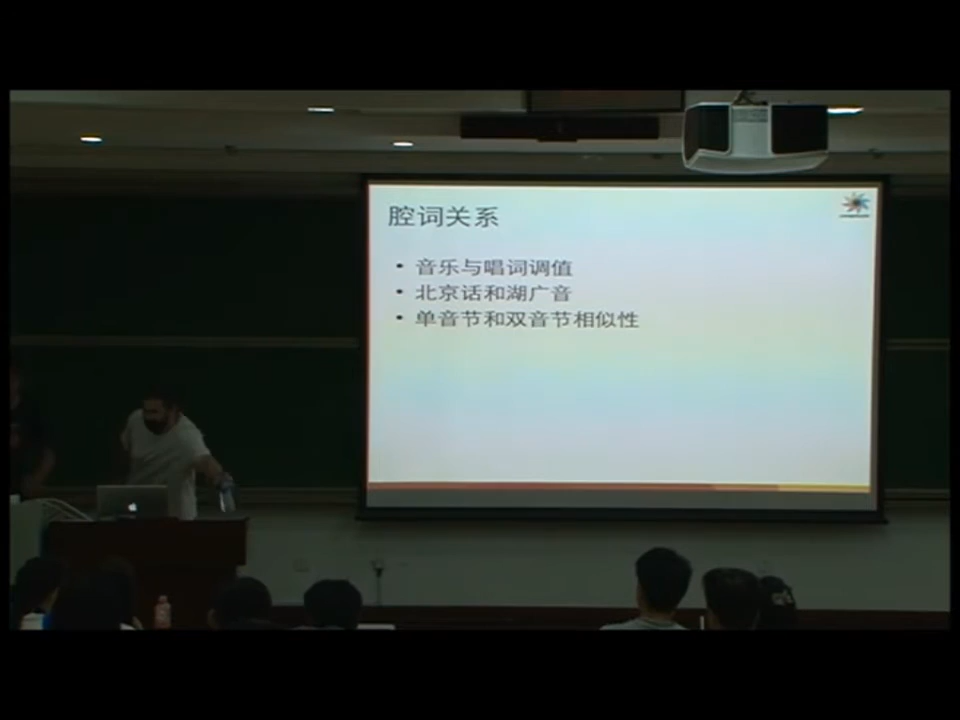 腔词关系
• 音乐与唱词调值
• 北京话和湖广音
• 单音节和双音节相似性